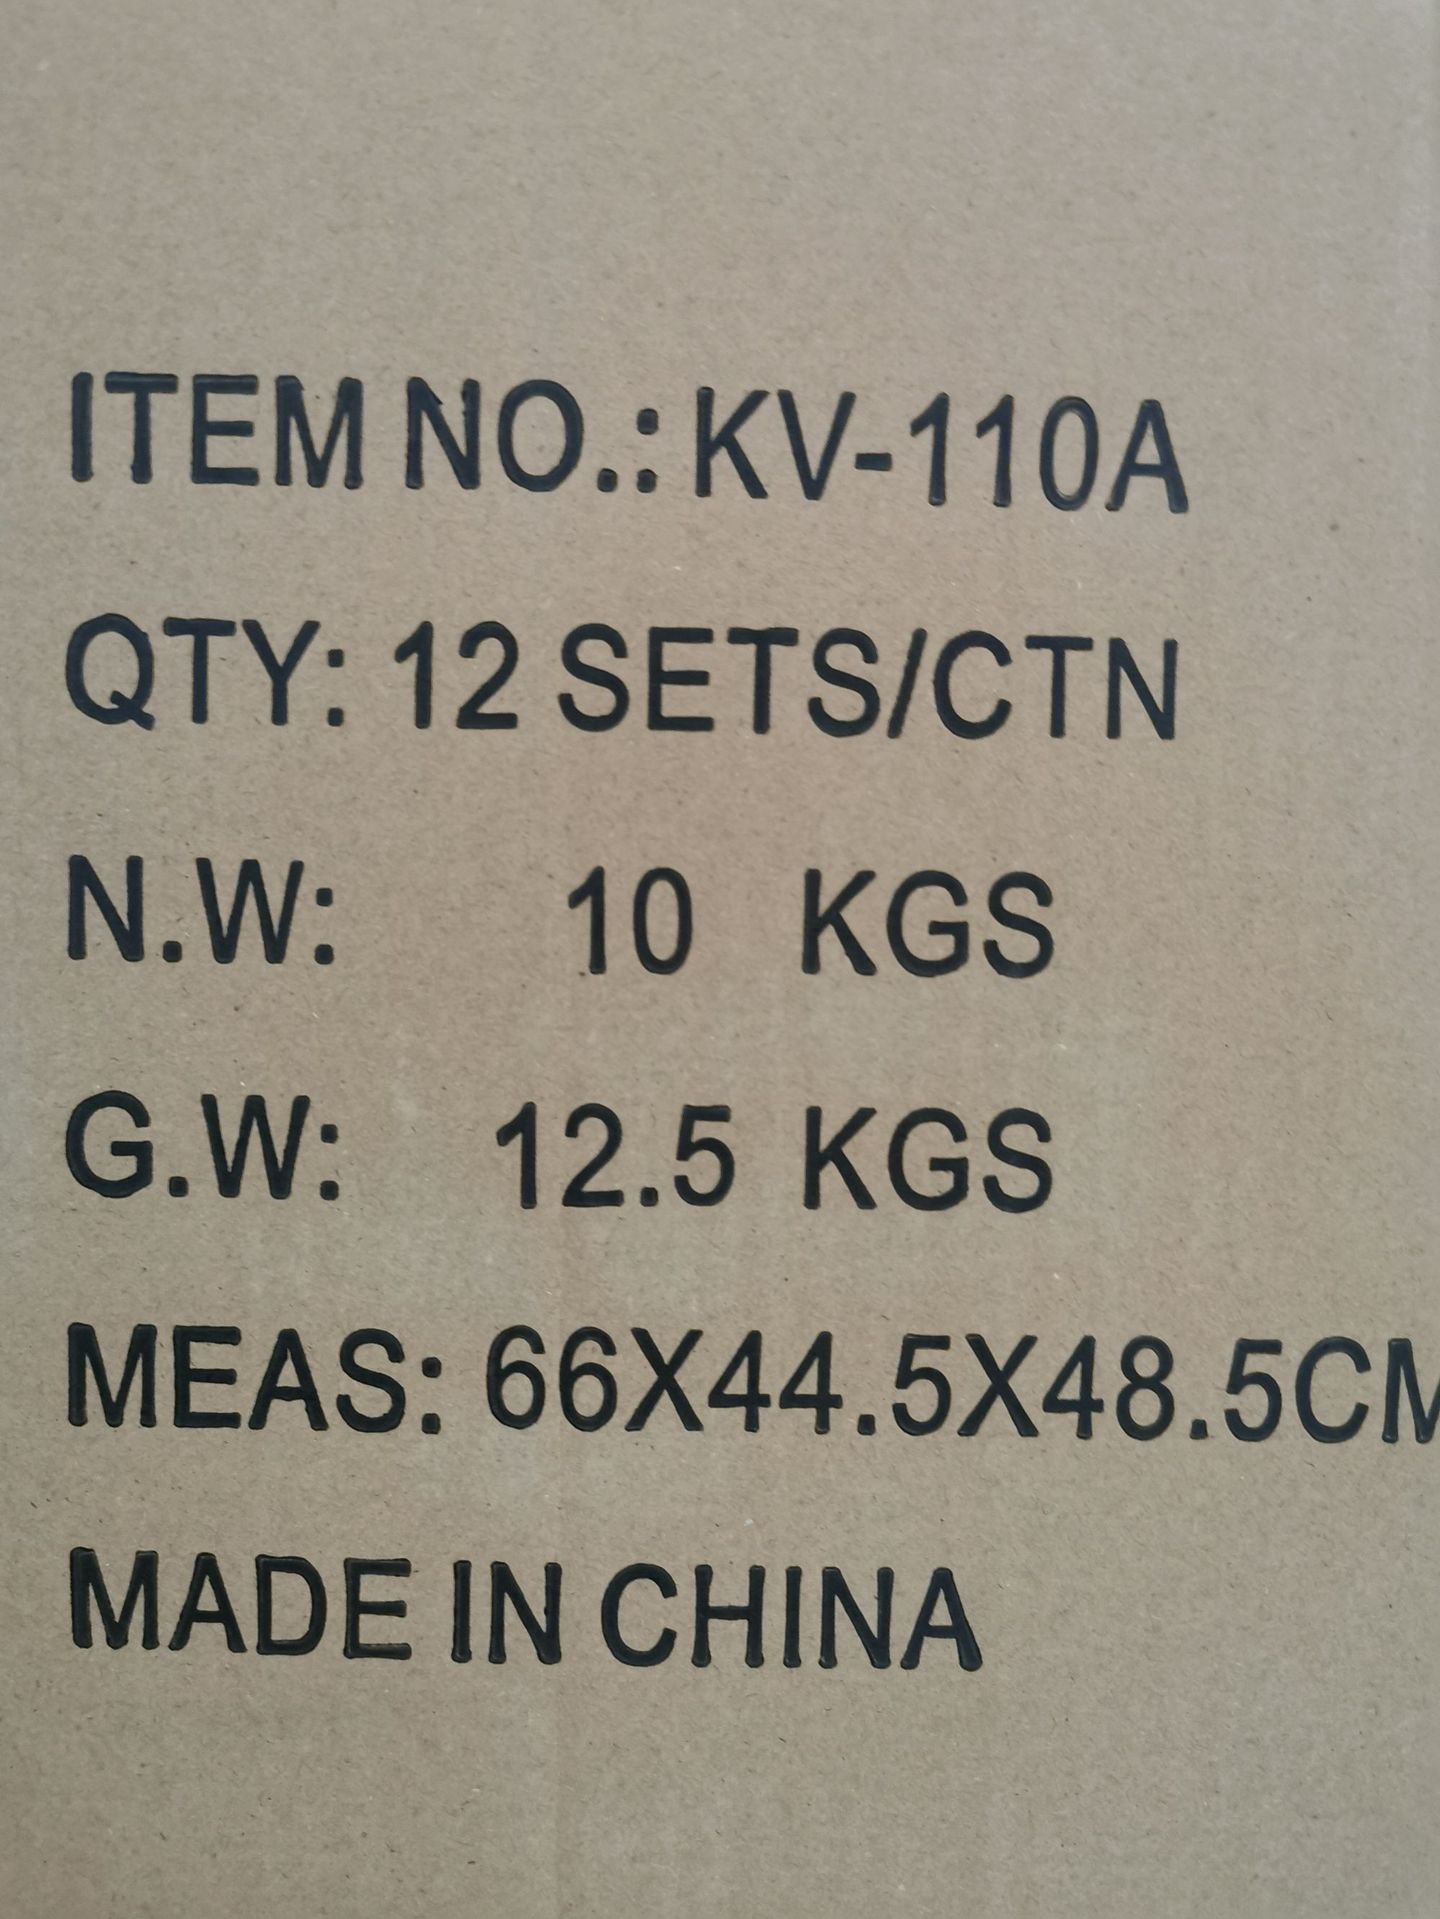 ITEM NO.: KV-110A
QTY: 12 SETS/CTN
N.W: 10 KGS
G.W: 12.5 KGS
MEAS: 66X44.5X48.5CM
MADE IN CHINA